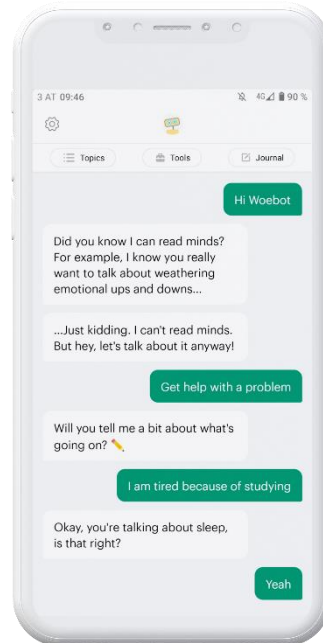 3 AT 09:46 4G 90 %
Topics Tools Journal
Hi Woebot
Did you know I can read minds?
For example, I know you really
want to talk about weathering
emotional ups and downs...
...Just kidding. I can't read minds.
But hey, let's talk about it anyway!
Get help with a problem
Will you tell me a bit about what's
going on? ✏️
I am tired because of studying
Okay, you're talking about sleep,
is that right?
Yeah